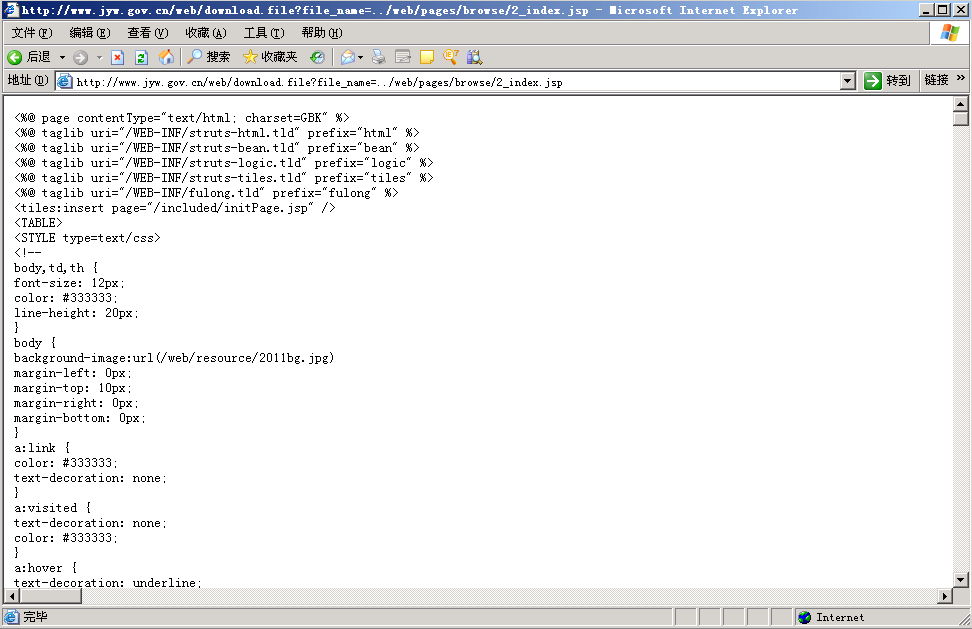 http://www.jyw.gov.cn/web/download.file?file_name=../web/pages/browse/2_index.jsp - Microsoft Internet Explorer
文件(F) 编辑(E) 查看(V) 收藏(A) 工具(T) 帮助(H)
后退 搜索 收藏夹
地址(D) http://www.jyw.gov.cn/web/download.file?file_name=../web/pages/browse/2_index.jsp 转到 链接 »
<%@ page contentType="text/html; charset=GBK" %>
<%@ taglib uri="/WEB-INF/struts-html.tld" prefix="html" %>
<%@ taglib uri="/WEB-INF/struts-bean.tld" prefix="bean" %>
<%@ taglib uri="/WEB-INF/struts-logic.tld" prefix="logic" %>
<%@ taglib uri="/WEB-INF/struts-tiles.tld" prefix="tiles" %>
<%@ taglib uri="/WEB-INF/fulong.tld" prefix="fulong" %>
<tiles:insert page="/included/initPage.jsp" />
<TABLE>
<STYLE type=text/css>
<!--
body,td,th {
font-size: 12px;
color: #333333;
line-height: 20px;
}
body {
background-image:url(/web/resource/2011bg.jpg)
margin-left: 0px;
margin-top: 10px;
margin-right: 0px;
margin-bottom: 0px;
}
a:link {
color: #333333;
text-decoration: none;
}
a:visited {
text-decoration: none;
color: #333333;
}
a:hover {
text-decoration: underline;
完毕 Internet